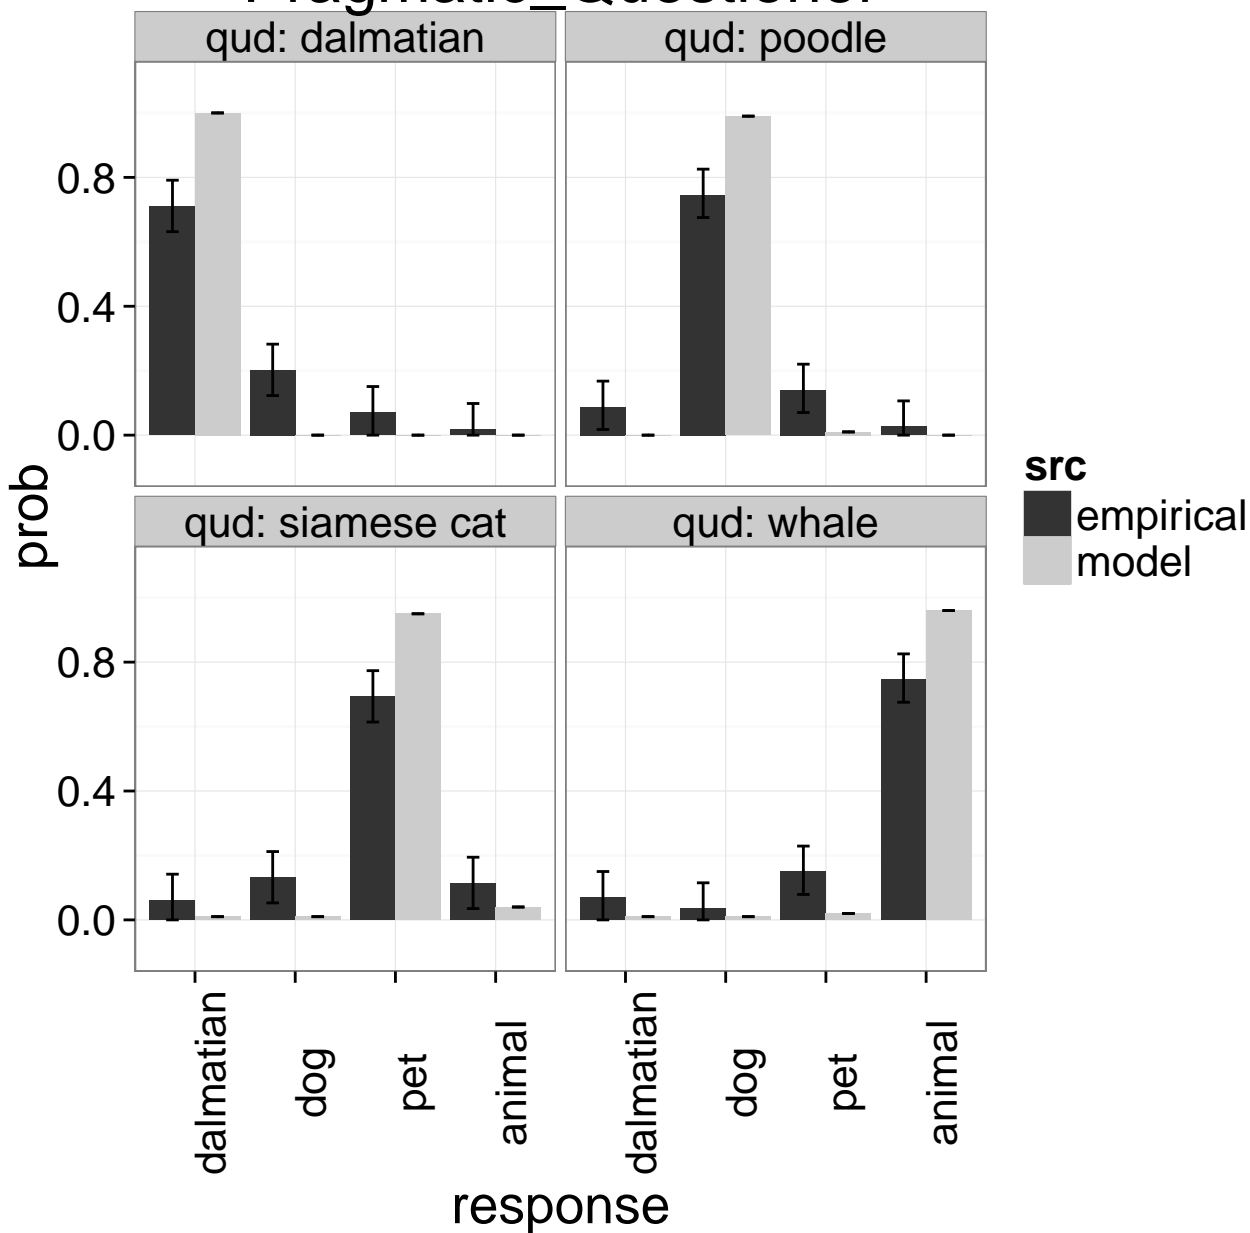 Pragmatic_Questioner
qud: dalmatian
qud: poodle
0.8
0.4
0.0
qud: siamese cat
qud: whale
0.8
0.4
0.0
prob
dalmatian
dog
pet
animal
dalmatian
dog
pet
animal
response
src
empirical
model